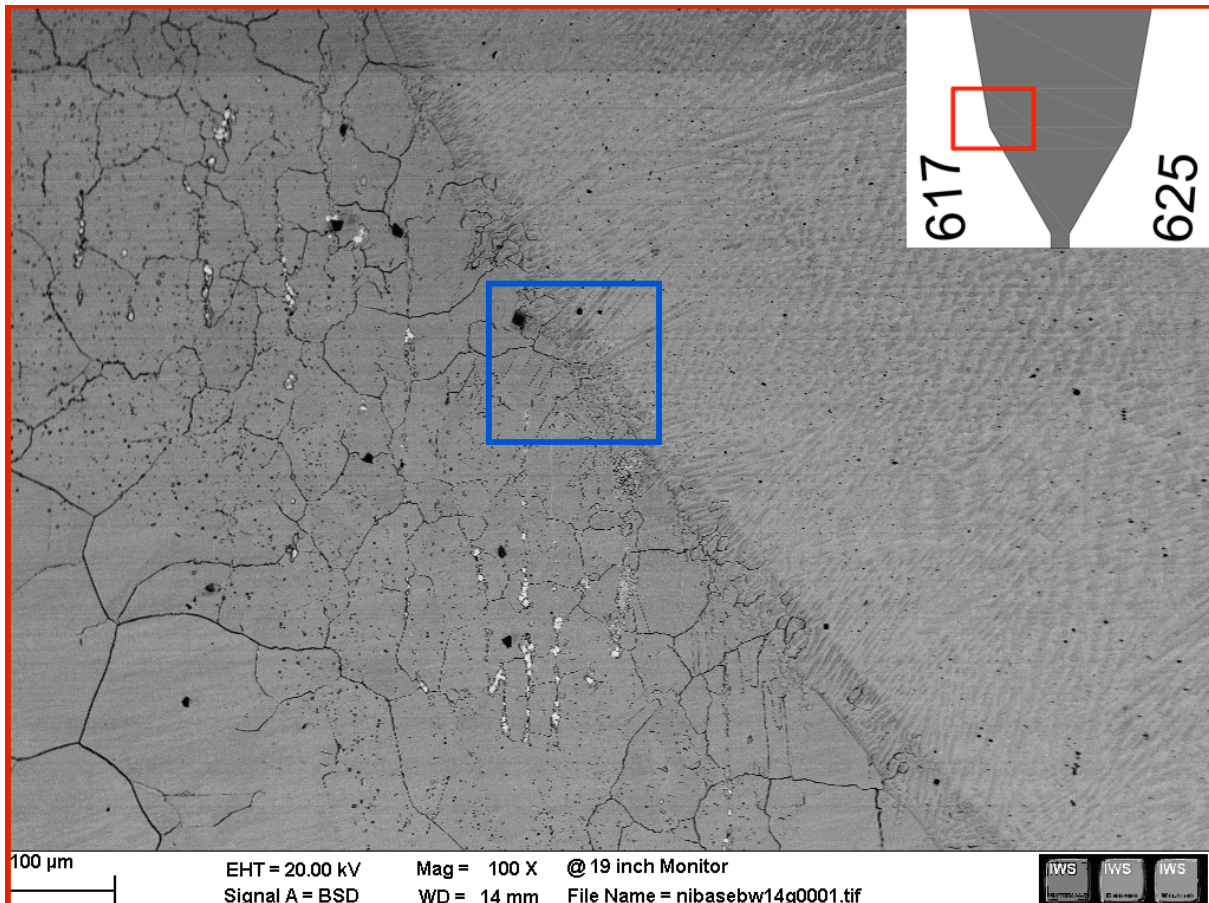 617
625
100 µm
EHT = 20.00 kV
Mag = 100 X
@ 19 inch Monitor
Signal A = BSD
WD = 14 mm
File Name = nibasebw14g0001.tif
IWS
IWS
IWS